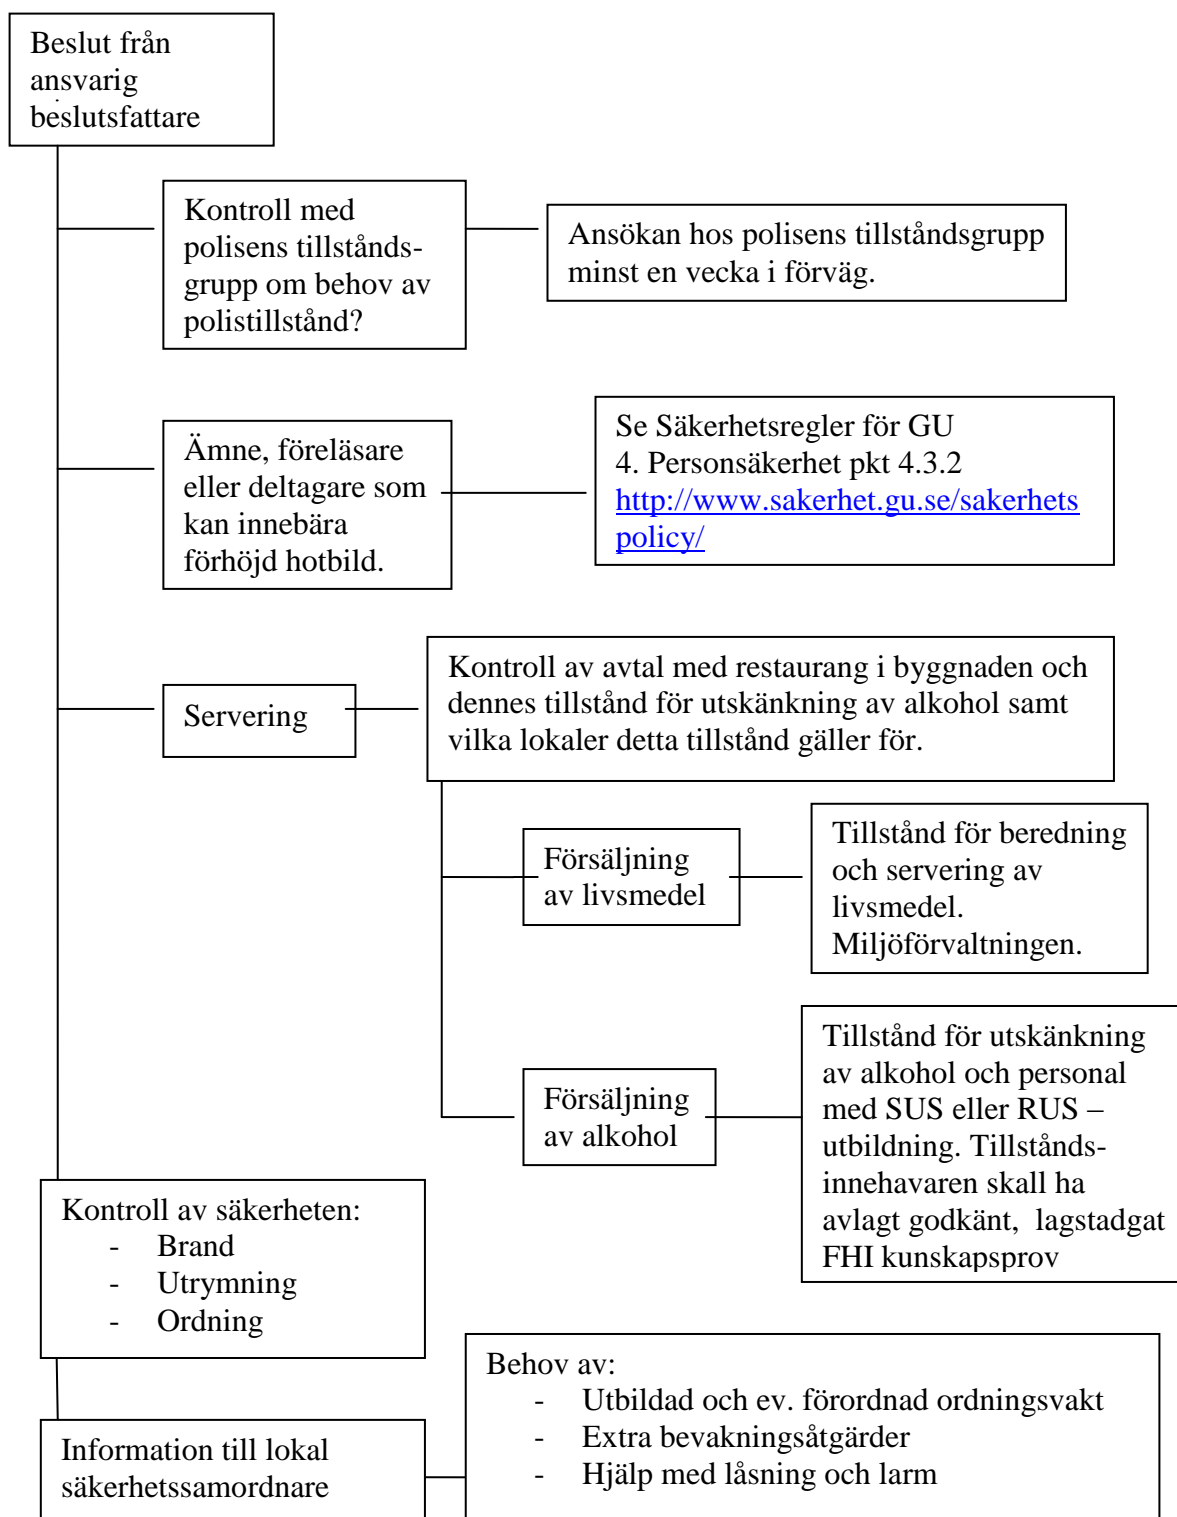 Beslut från
ansvarig
beslutsfattare
Kontroll med
polisens tillstånds-
grupp om behov av
polistillstånd?
Ansökan hos polisens tillståndsgrupp
minst en vecka i förväg.
Ämne, föreläsare
eller deltagare som
kan innebära
förhöjd hotbild.
Se Säkerhetsregler för GU
4. Personsäkerhet pkt 4.3.2
http://www.sakerhet.gu.se/sakerhets
policy/
Servering
Kontroll av avtal med restaurang i byggnaden och
dennes tillstånd för utskänkning av alkohol samt
vilka lokaler detta tillstånd gäller för.
Försäljning
av livsmedel
Tillstånd för beredning
och servering av
livsmedel.
Miljöförvaltningen.
Försäljning
av alkohol
Tillstånd för utskänkning
av alkohol och personal
med SUS eller RUS –
utbildning. Tillstånds-
innehavaren skall ha
avlagt godkänt, lagstadgat
FHI kunskapsprov
Kontroll av säkerheten:
- Brand
- Utrymning
- Ordning
Information till lokal
säkerhetssamordnare
Behov av:
- Utbildad och ev. förordnad ordningsvakt
- Extra bevakningsåtgärder
- Hjälp med låsning och larm